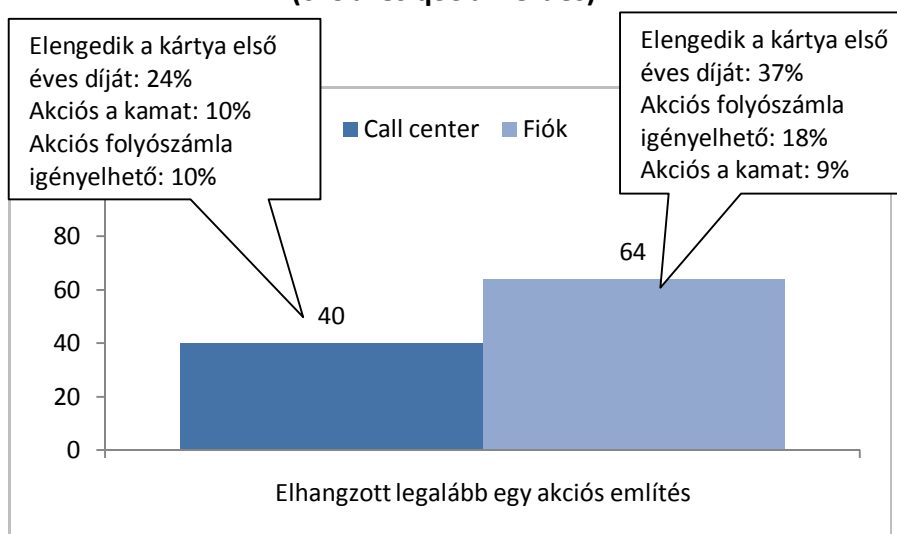 Elengedik a kártya első
éves díját: 24%
Akciós a kamat: 10%
Akciós folyószámla
igényelhető: 10%
Elengedik a kártya első
éves díját: 37%
Akciós folyószámla
igényelhető: 18%
Akciós a kamat: 9%
Call center Fiók
80
60
40
20
0
40
64
Elhangzott legalább egy akciós említés